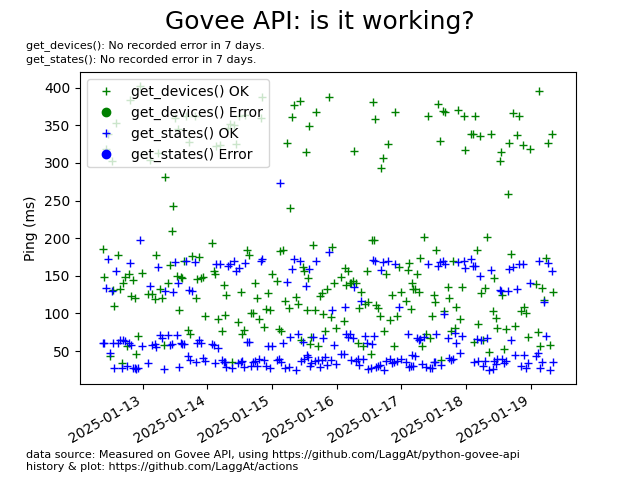 Govee API: is it working?
get_devices(): No recorded error in 7 days.
get_states(): No recorded error in 7 days.
get_devices() OK
get_devices() Error
get_states() OK
get_states() Error
Ping (ms)
400
350
300
250
200
150
100
50
2025-01-13
2025-01-14
2025-01-15
2025-01-16
2025-01-17
2025-01-18
2025-01-19
data source: Measured on Govee API, using https://github.com/LaggAt/python-govee-api
history & plot: https://github.com/LaggAt/actions